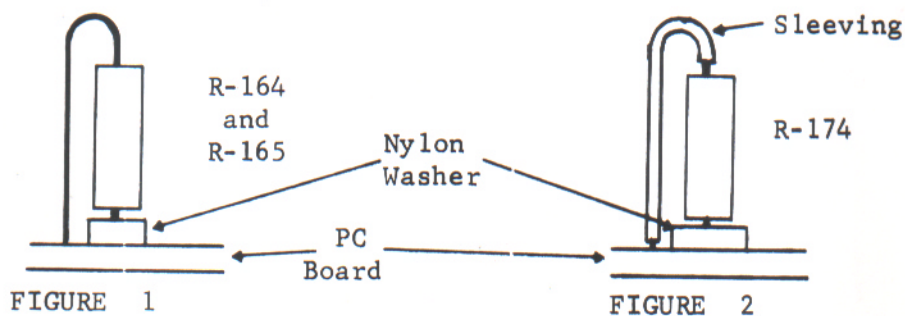 Sleeving
R-164
and
R-165
R-174
Nylon
Washer
PC
Board
FIGURE 1
FIGURE 2